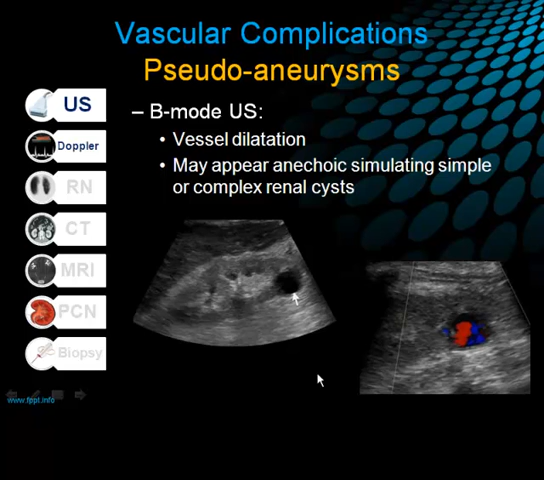 Vascular Complications
Pseudo-aneurysms
US
Doppler
RN
CT
MRI
PCN
Biopsy
– B-mode US:
• Vessel dilatation
• May appear anechoic simulating simple
or complex renal cysts
www.fppt.info